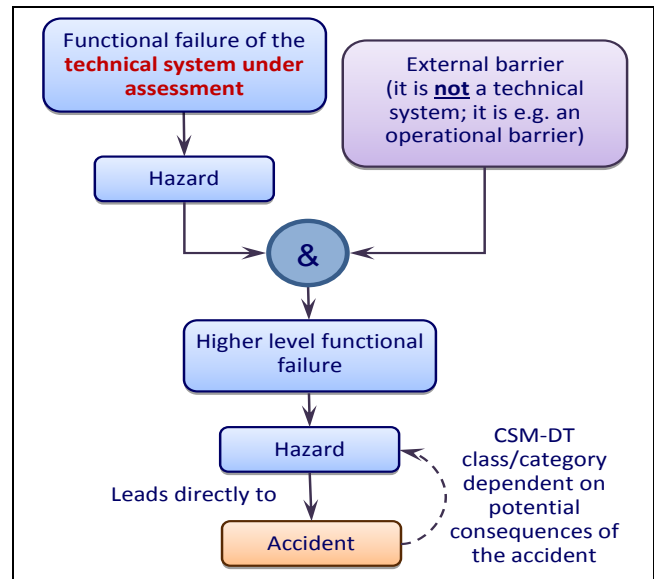 Functional failure of the
technical system under
assessment
External barrier
(it is not a technical
system; it is e.g. an
operational barrier)
Hazard
&
Higher level functional
failure
Hazard
CSM-DT
class/category
dependent on
potential
consequences of
the accident
Leads directly to
Accident